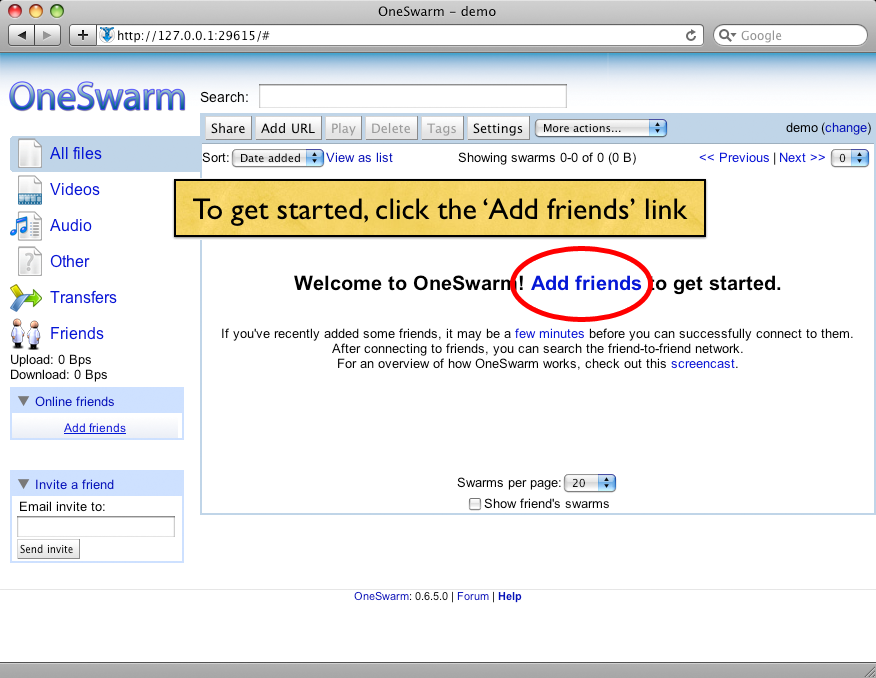 OneSwarm – demo
http://127.0.0.1:29615/#
Google
OneSwarm
Search:
Share Add URL Play Delete Tags Settings More actions... demo (change)
Sort: Date added View as list Showing swarms 0-0 of 0 (0 B) << Previous | Next >> 0
All files
Videos
Audio
Other
Transfers
Friends
Upload: 0 Bps
Download: 0 Bps
Online friends
Add friends
Invite a friend
Email invite to:
Send invite
To get started, click the ‘Add friends’ link
Welcome to OneSwarm! Add friends to get started.
If you've recently added some friends, it may be a few minutes before you can successfully connect to them.
After connecting to friends, you can search the friend-to-friend network.
For an overview of how OneSwarm works, check out this screencast.
Swarms per page: 20
Show friend's swarms
OneSwarm: 0.6.5.0 | Forum | Help